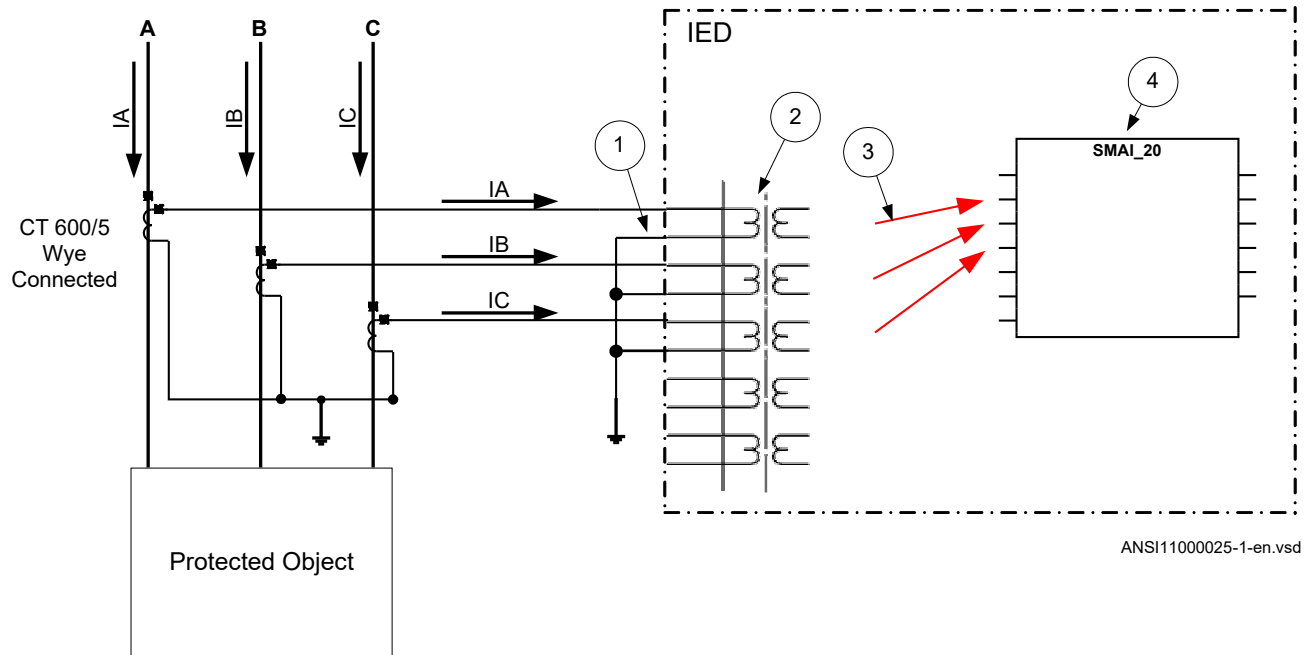 A
B
C
IED
IA
IB
IC
1
2
3
4
SMAI_20
IA
IB
IC
CT 600/5
Wye
Connected
Protected Object
ANSI11000025-1-en.vsd